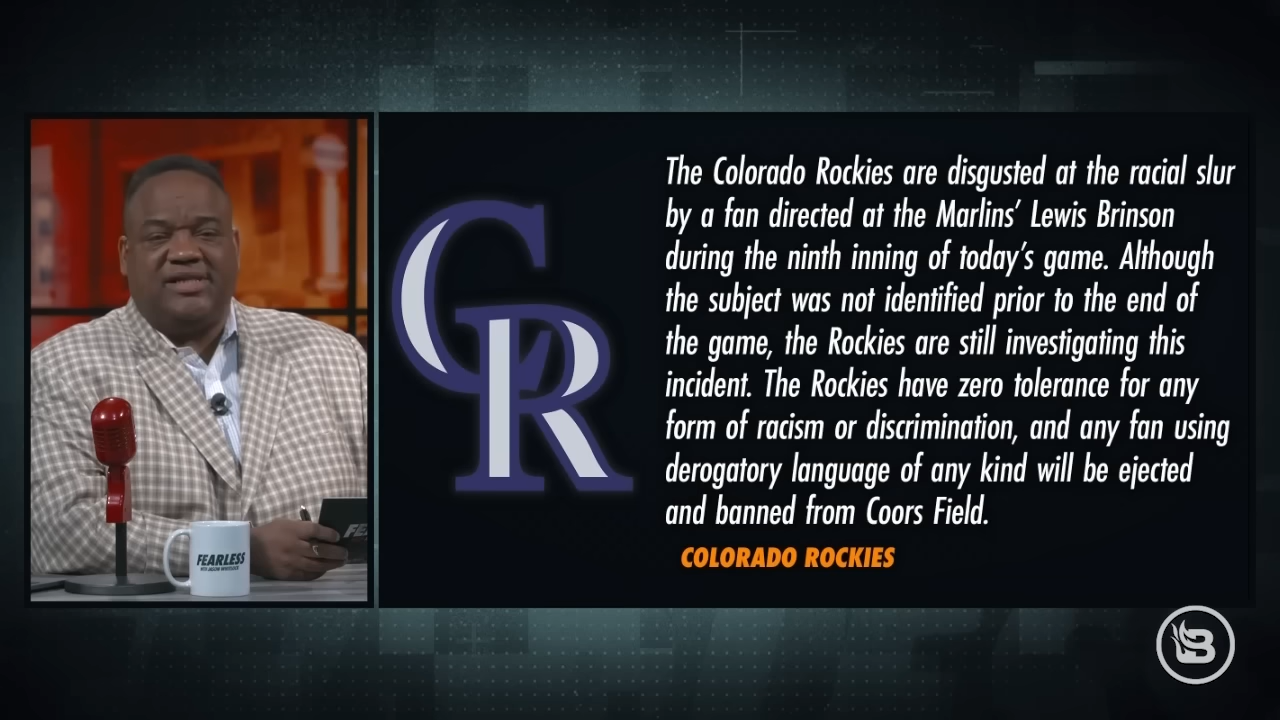 The Colorado Rockies are disgusted at the racial slur
by a fan directed at the Marlins' Lewis Brinson
during the ninth inning of today's game. Although
the subject was not identified prior to the end of
the game, the Rockies are still investigating this
incident. The Rockies have zero tolerance for any
form of racism or discrimination, and any fan using
derogatory language of any kind will be ejected
and banned from Coors Field.
COLORADO ROCKIES
CR
FEARLESS
WITH JASON WHITLOCK
FE
B